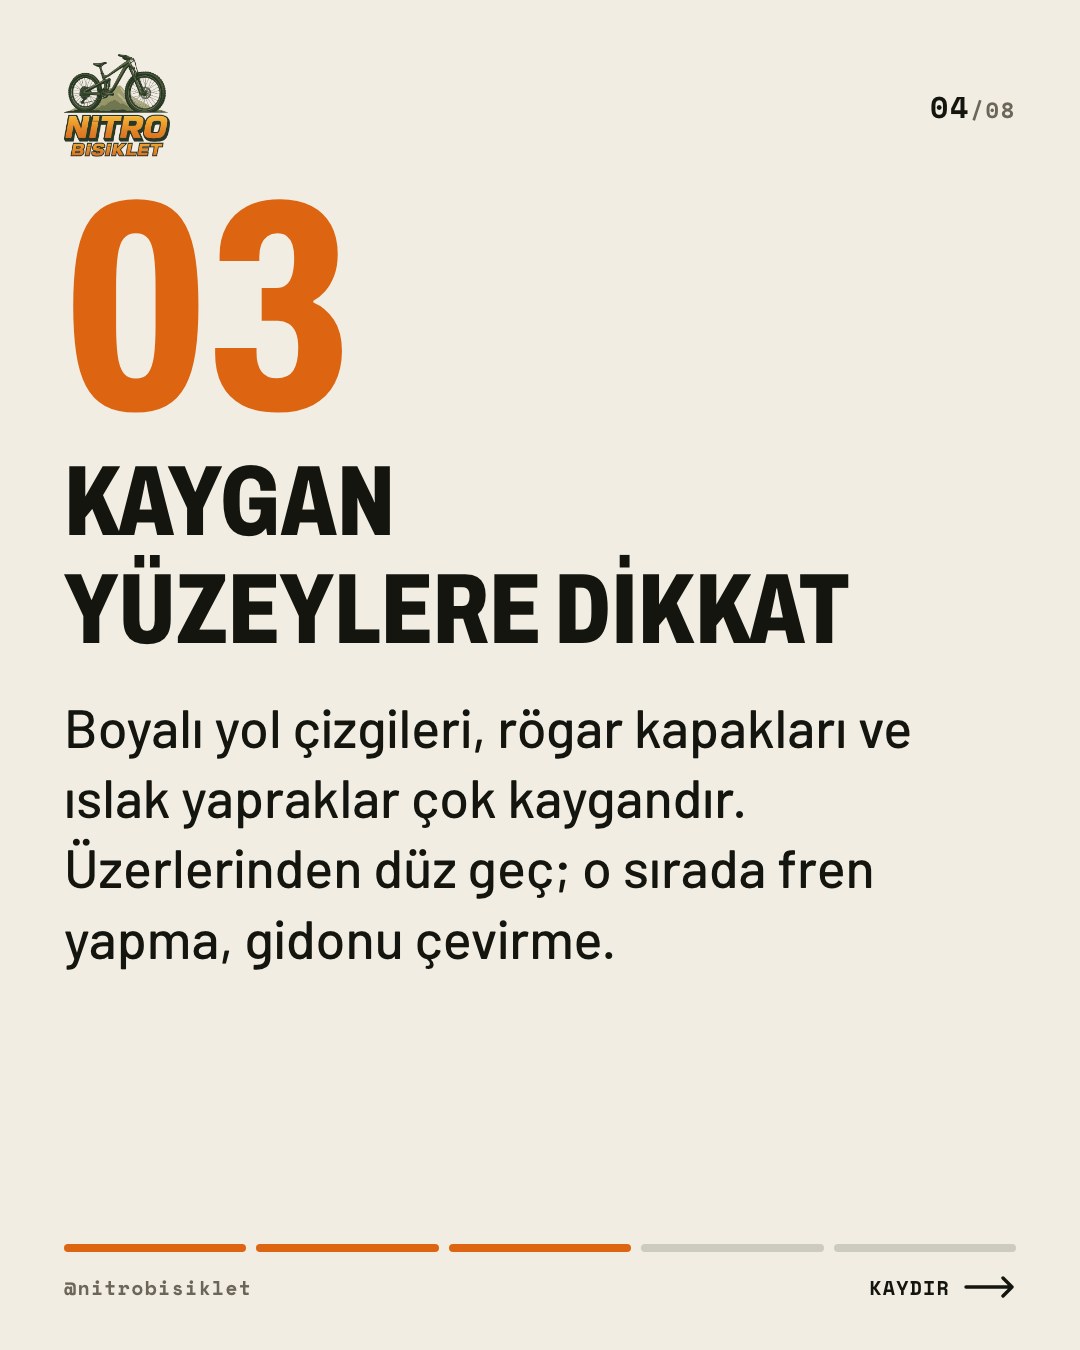 NiTRO
BISIKLET
04/08
03
KAYGAN
YÜZEYLERE DİKKAT
Boyalı yol çizgileri, rögar kapakları ve
ıslak yapraklar çok kaygandır.
Üzerlerinden düz geç; o sırada fren
yapma, gidonu çevirme.
@nitrobisiklet
KAYDIR